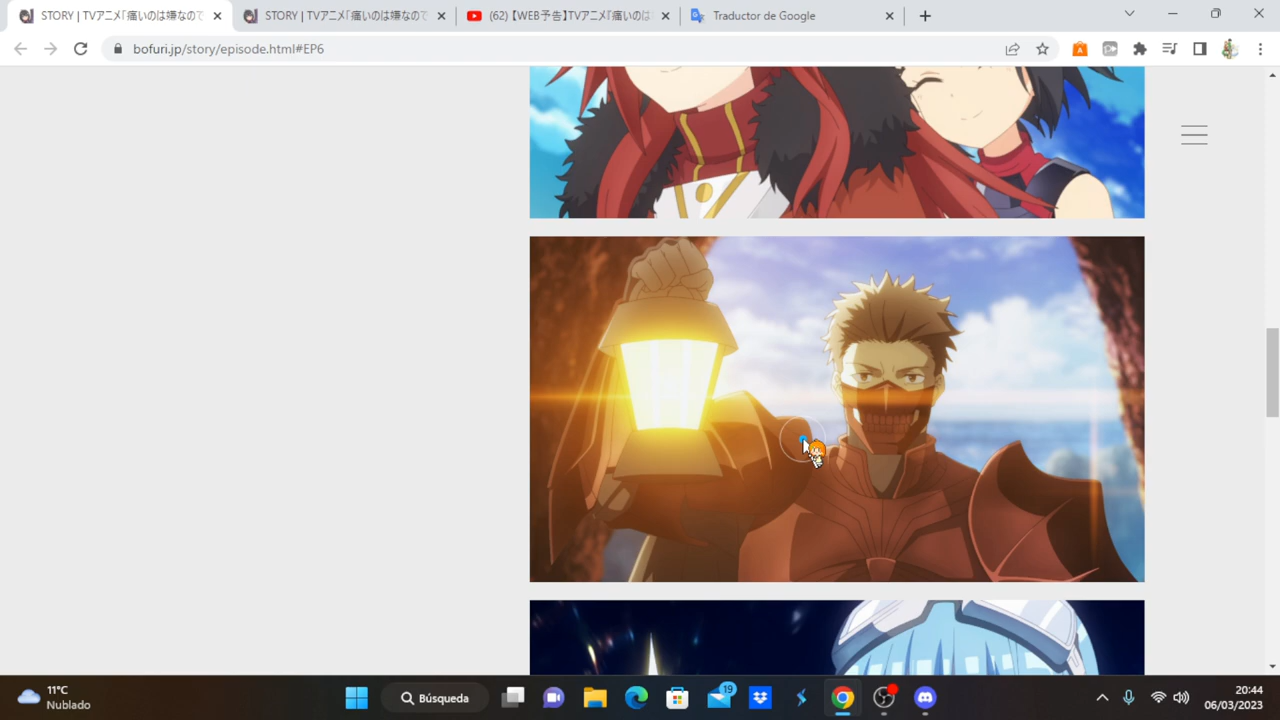 STORY | TVアニメ「痛いのは嫌なので
STORY | TVアニメ「痛いのは嫌なので
(62) 【WEB予告】TVアニメ「痛いのは
Traductor de Google
bofuri.jp/story/episode.html#EP6
11°C
Nublado
Búsqueda
19
20:44
06/03/2023